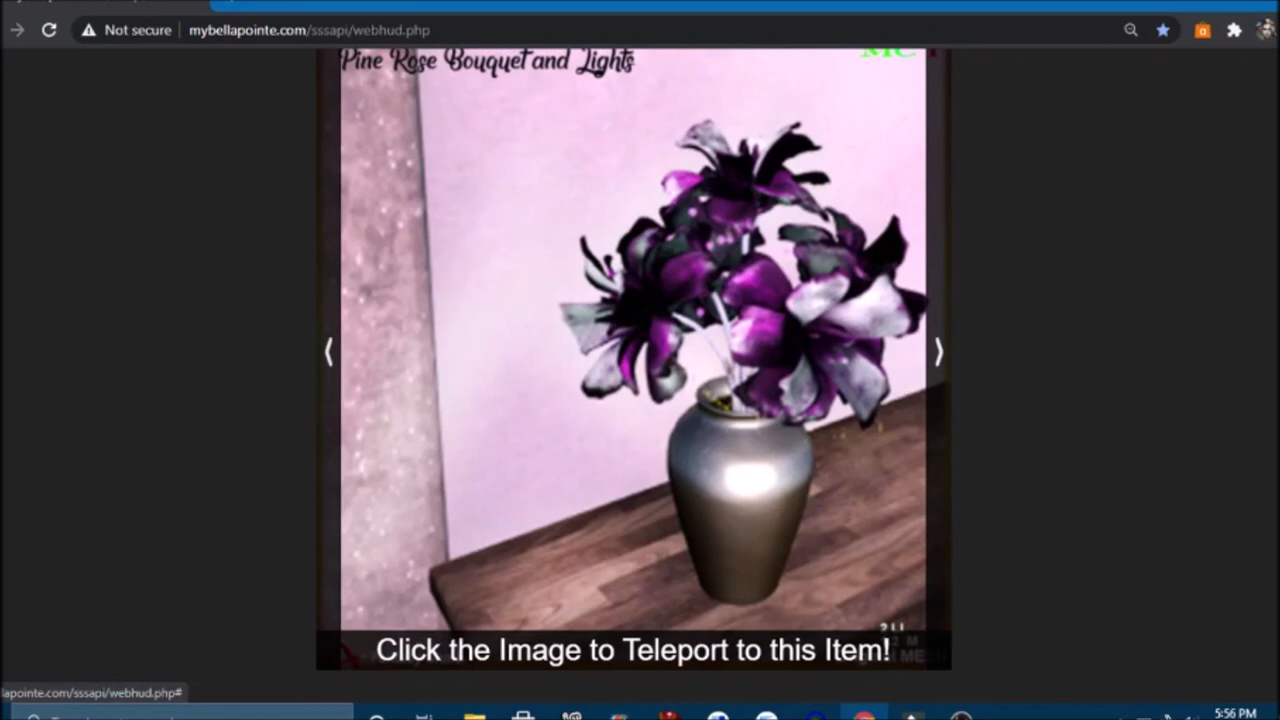 Not secure mybellapointe.com/sssapi/webhud.php
Pine Rose Bouquet and Lights
Click the Image to Teleport to this Item!
lapointe.com/sssapi/webhud.php#
5:56 PM